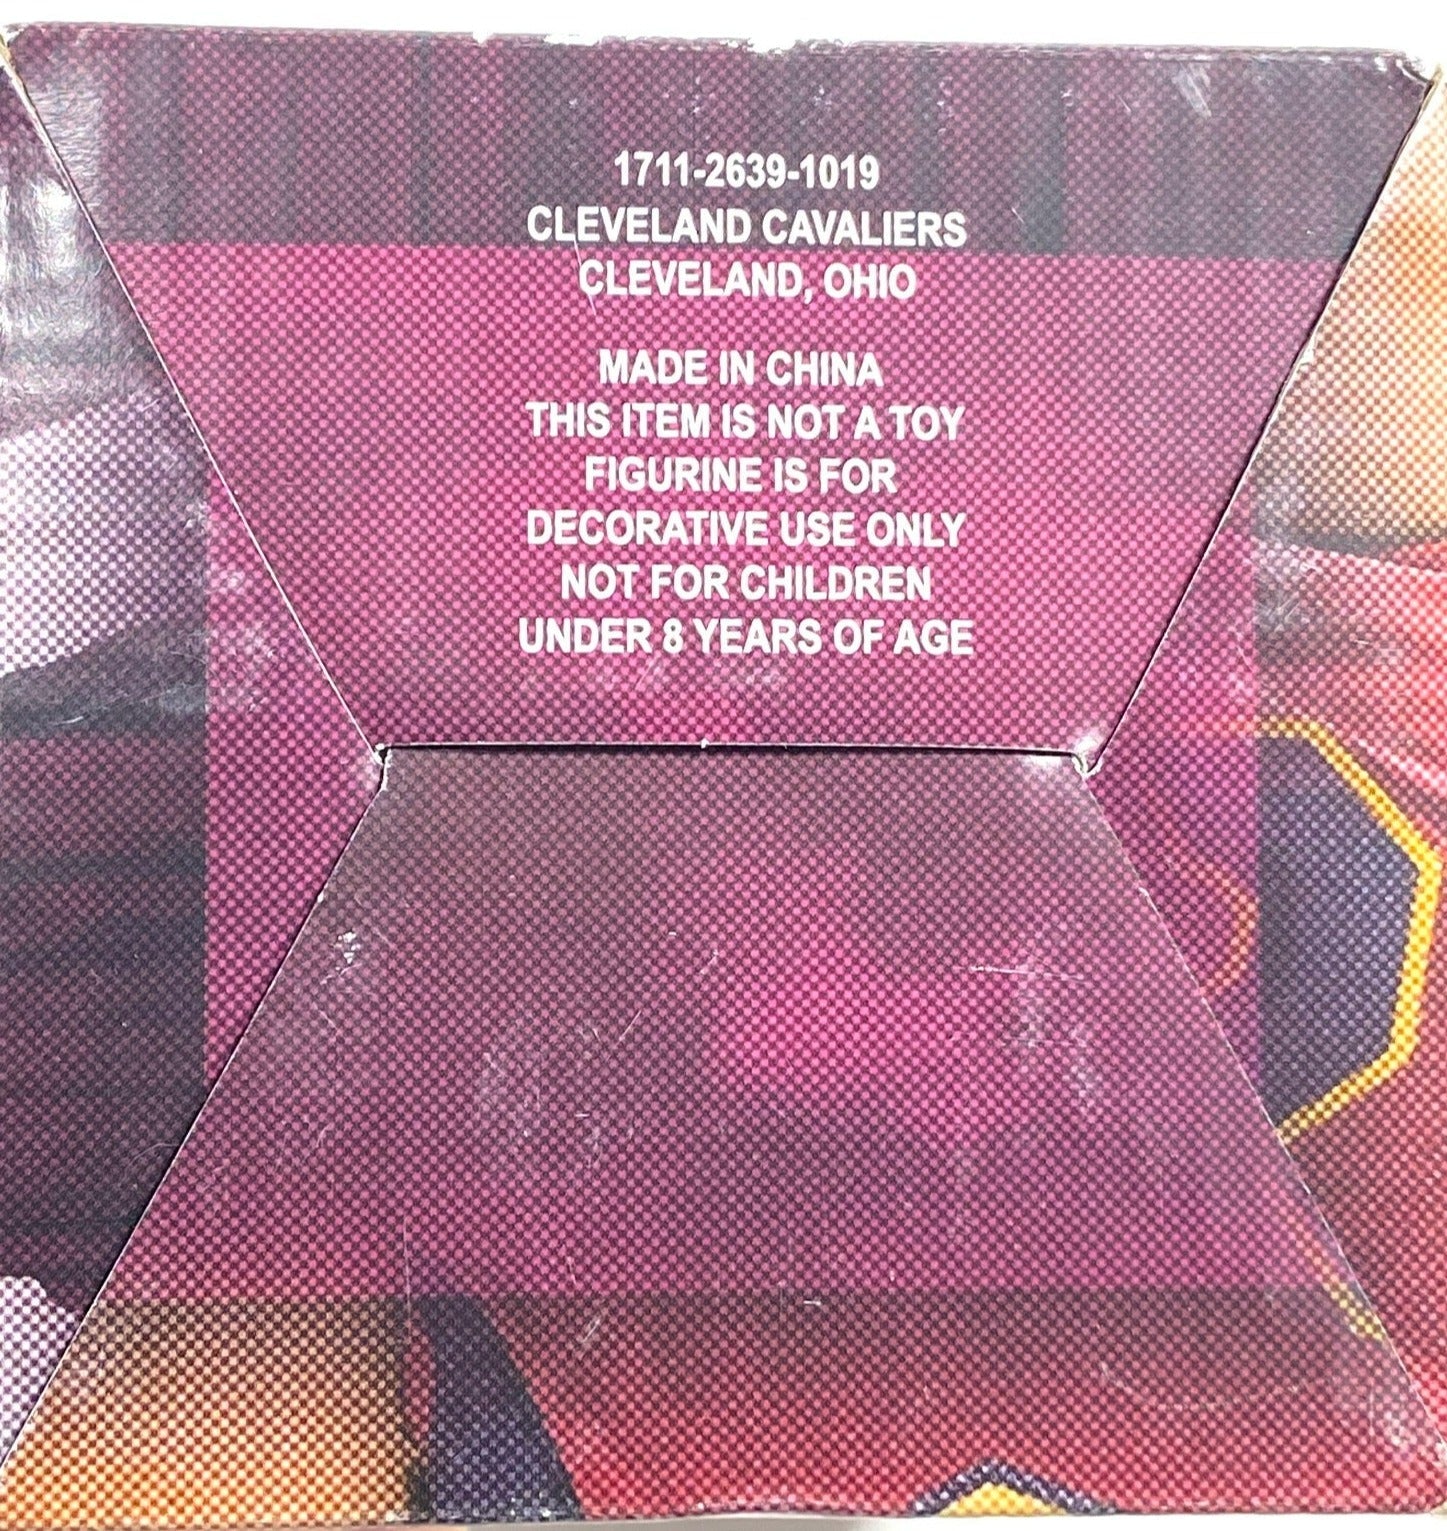 1711-2639-1019
CLEVELAND CAVALIERS
CLEVELAND, OHIO
MADE IN CHINA
THIS ITEM IS NOT A TOY
FIGURINE IS FOR
DECORATIVE USE ONLY
NOT FOR CHILDREN
UNDER 8 YEARS OF AGE